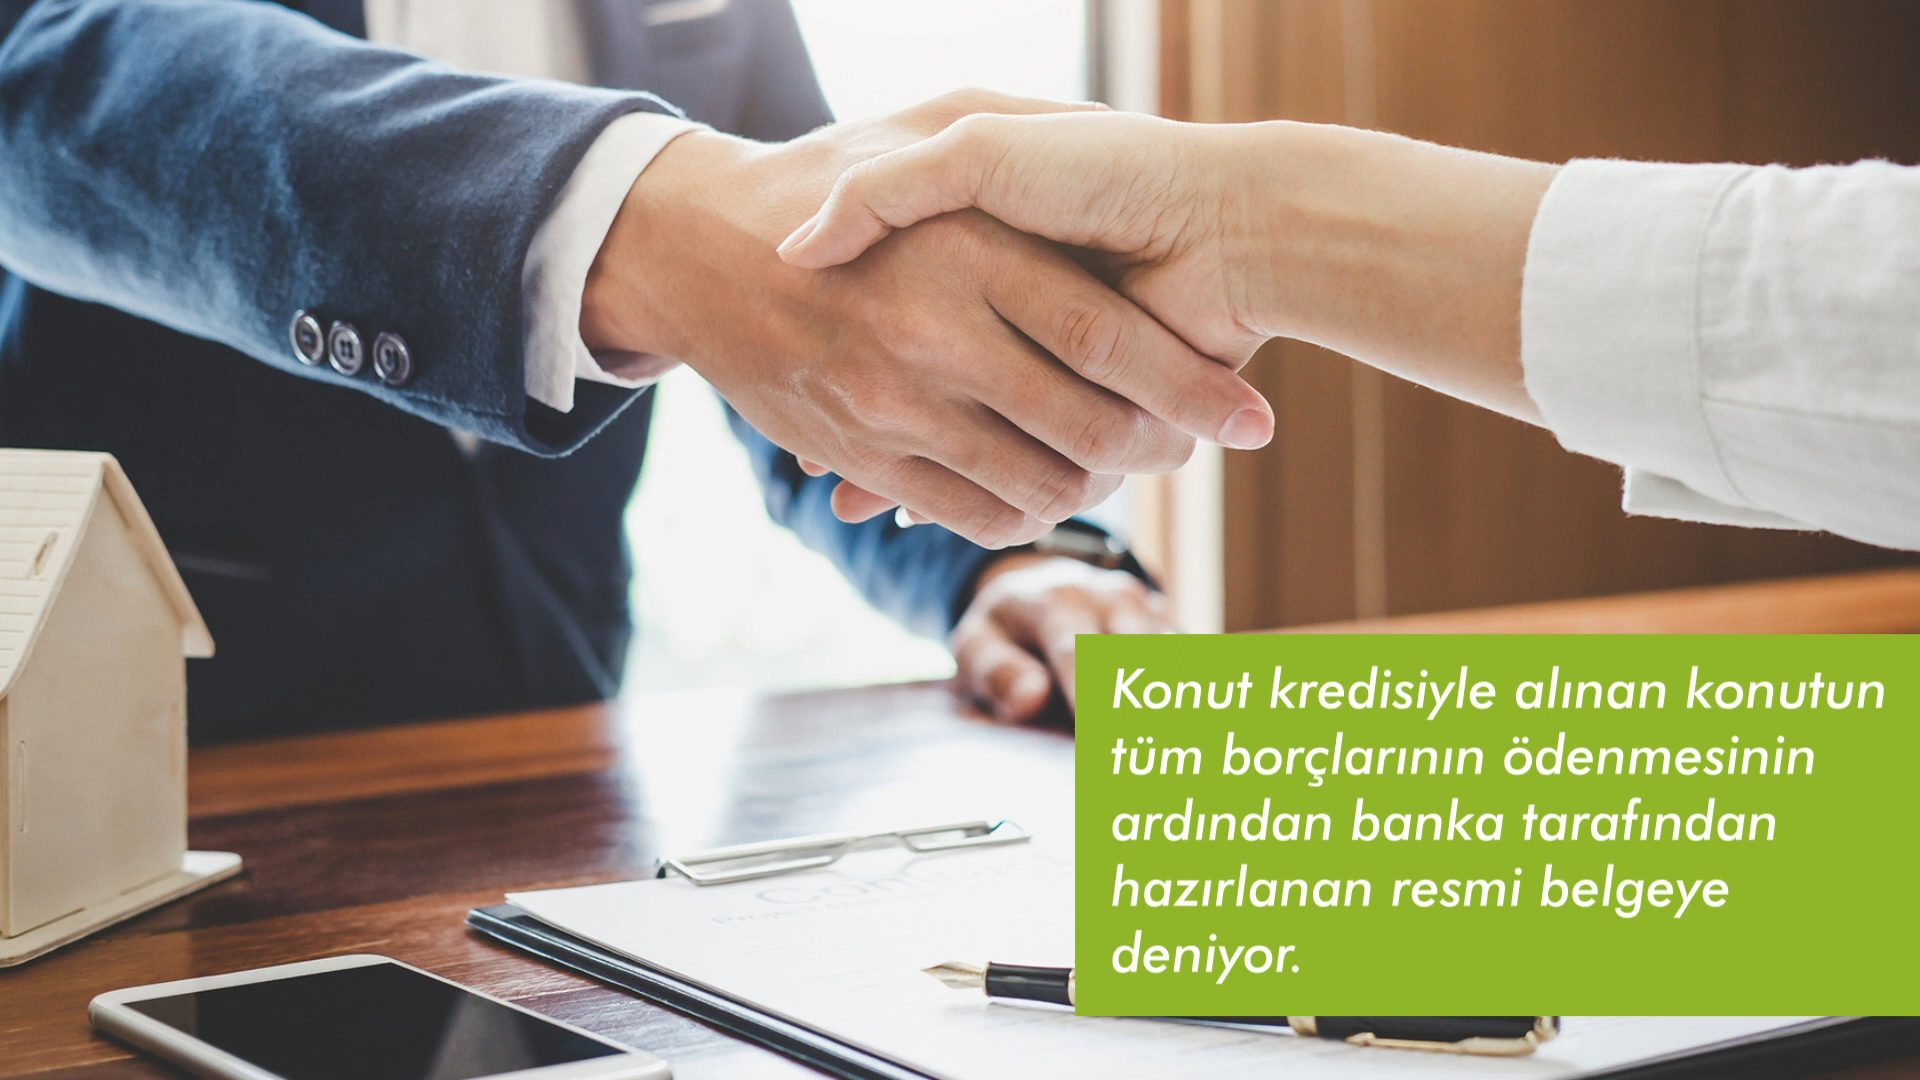 Konut kredisiyle alınan konutun
tüm borçlarının ödenmesinin
ardından banka tarafından
hazırlanan resmi belgeye
deniyor.